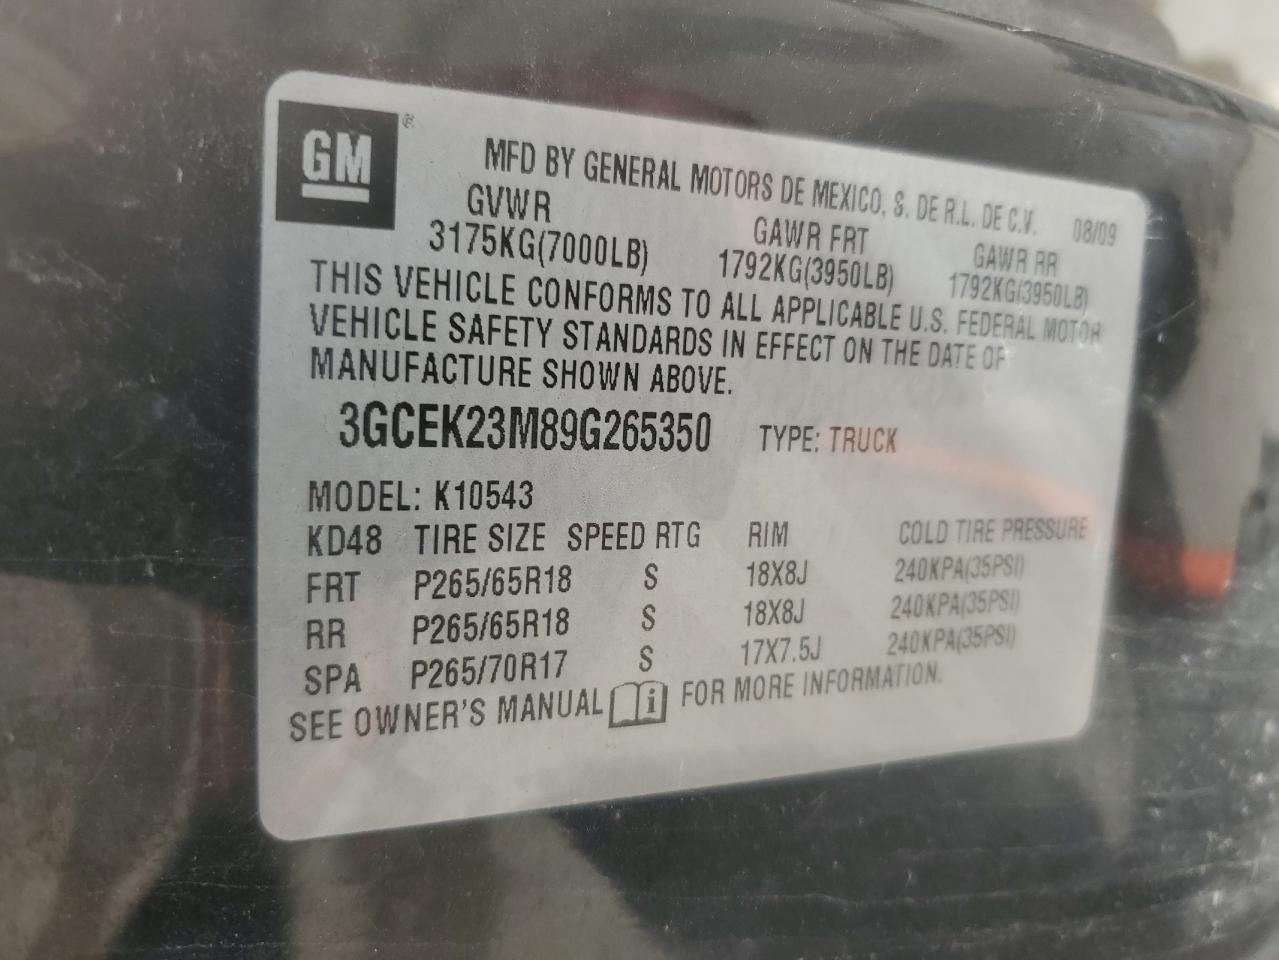 GM ®
MFD BY GENERAL MOTORS DE MEXICO, S. DE R.L. DE C.V. 08/09
GVWR GAWR FRT GAWR RR
3175KG(7000LB) 1792KG(3950LB) 1792KG(3950LB)
THIS VEHICLE CONFORMS TO ALL APPLICABLE U.S. FEDERAL MOTOR
VEHICLE SAFETY STANDARDS IN EFFECT ON THE DATE OF
MANUFACTURE SHOWN ABOVE.
3GCEK23M89G265350 TYPE: TRUCK
MODEL: K10543
KD48 TIRE SIZE SPEED RTG RIM COLD TIRE PRESSURE
FRT P265/65R18 S 18X8J 240KPA(35PSI)
RR P265/65R18 S 18X8J 240KPA(35PSI)
SPA P265/70R17 S 17X7.5J 240KPA(35PSI)
SEE OWNER'S MANUAL i FOR MORE INFORMATION.